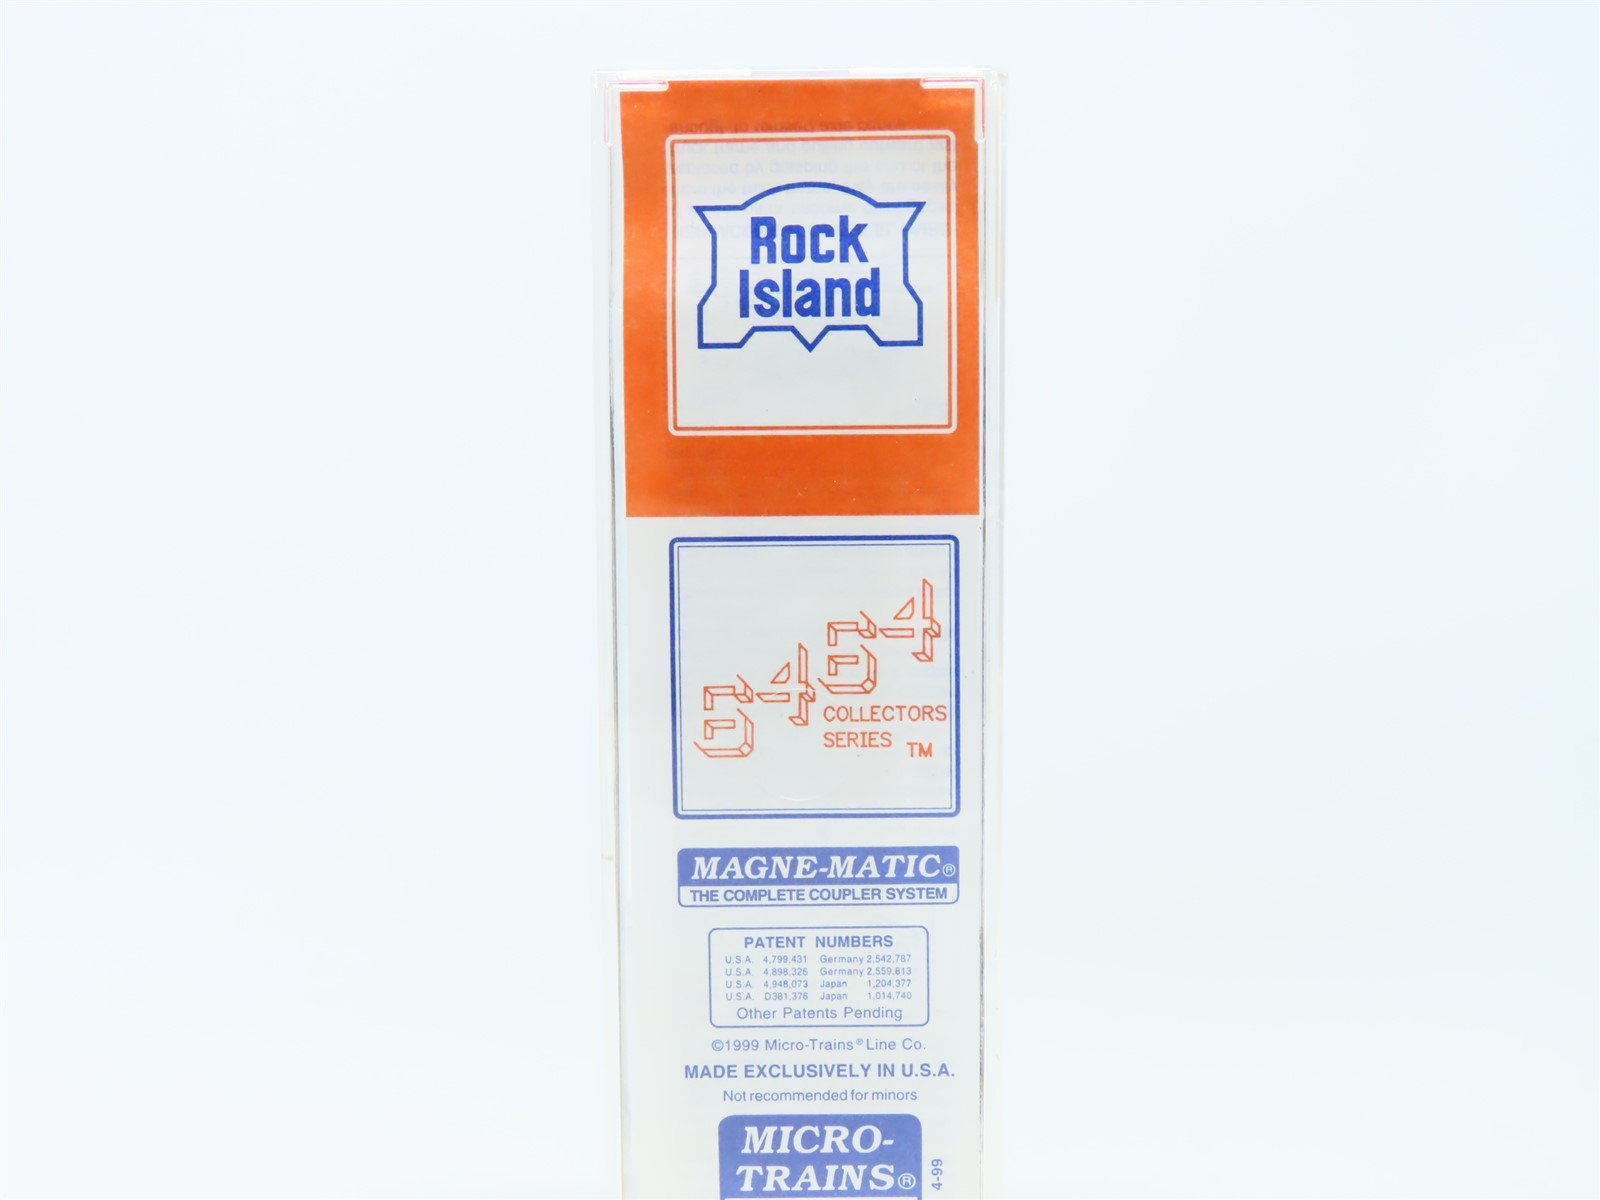 Rock
Island
6464
COLLECTORS
SERIES TM
MAGNE-MATIC®
THE COMPLETE COUPLER SYSTEM
PATENT NUMBERS
U.S.A. 4,799,431 Germany 2,542,787
U.S.A. 4,898,326 Germany 2,559,813
U.S.A. 4,948,073 Japan 1,204,377
U.S.A. D381,376 Japan 1,014,740
Other Patents Pending
©1999 Micro-Trains® Line Co.
MADE EXCLUSIVELY IN U.S.A.
Not recommended for minors
MICRO-
TRAINS®
4-99